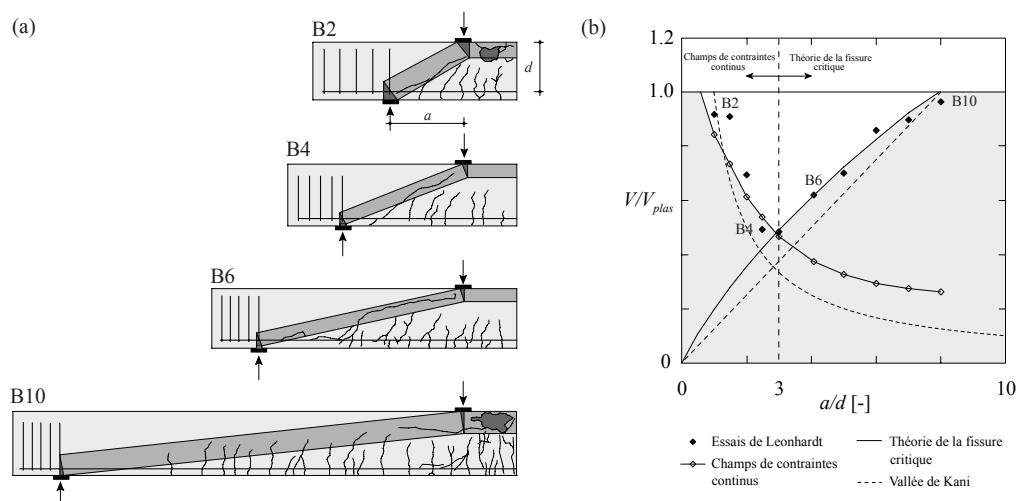 (a)
B2
d
a
B4
B6
B10
(b)
1.2
Champs de contraintes
continus
Théorie de la fissure
critique
1.0
B2
B10
V/Vplas
B6
B4
0
0
3
10
a/d [-]
Essais de Leonhardt
Champs de contraintes
continus
Théorie de la fissure
critique
Vallée de Kani